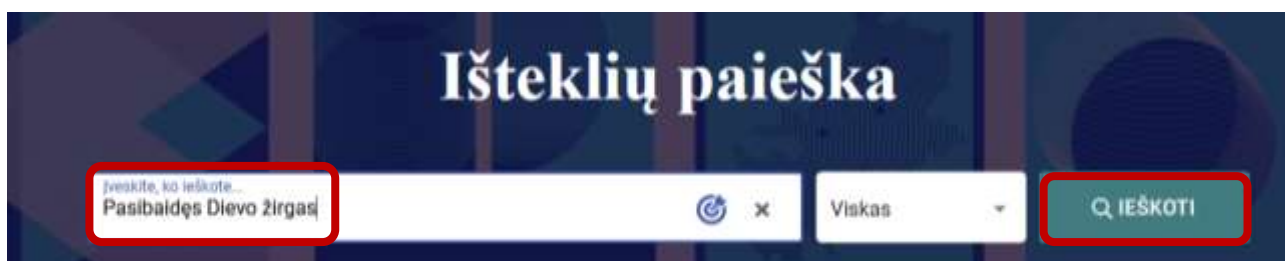 Išteklių paieška
Įveskite, ko ieškote...
Pasibaidęs Dievo žirgas
Viskas
IEŠKOTI